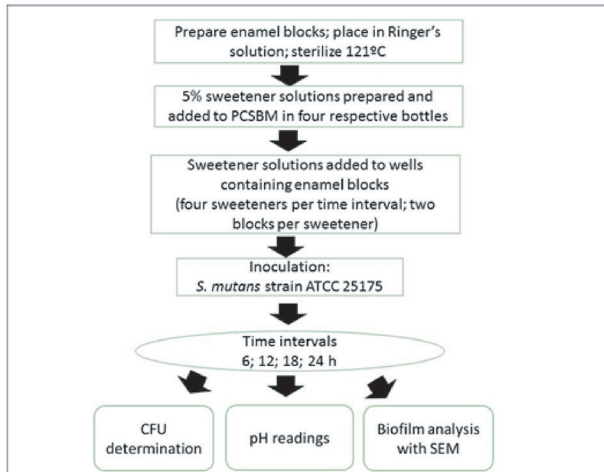 Prepare enamel blocks; place in Ringer's
solution; sterilize 121ºC
5% sweetener solutions prepared and
added to PCSBM in four respective bottles
Sweetener solutions added to wells
containing enamel blocks
(four sweeteners per time interval; two
blocks per sweetener)
Inoculation:
S. mutans strain ATCC 25175
Time intervals
6; 12; 18; 24 h
CFU
determination
pH readings
Biofilm analysis
with SEM